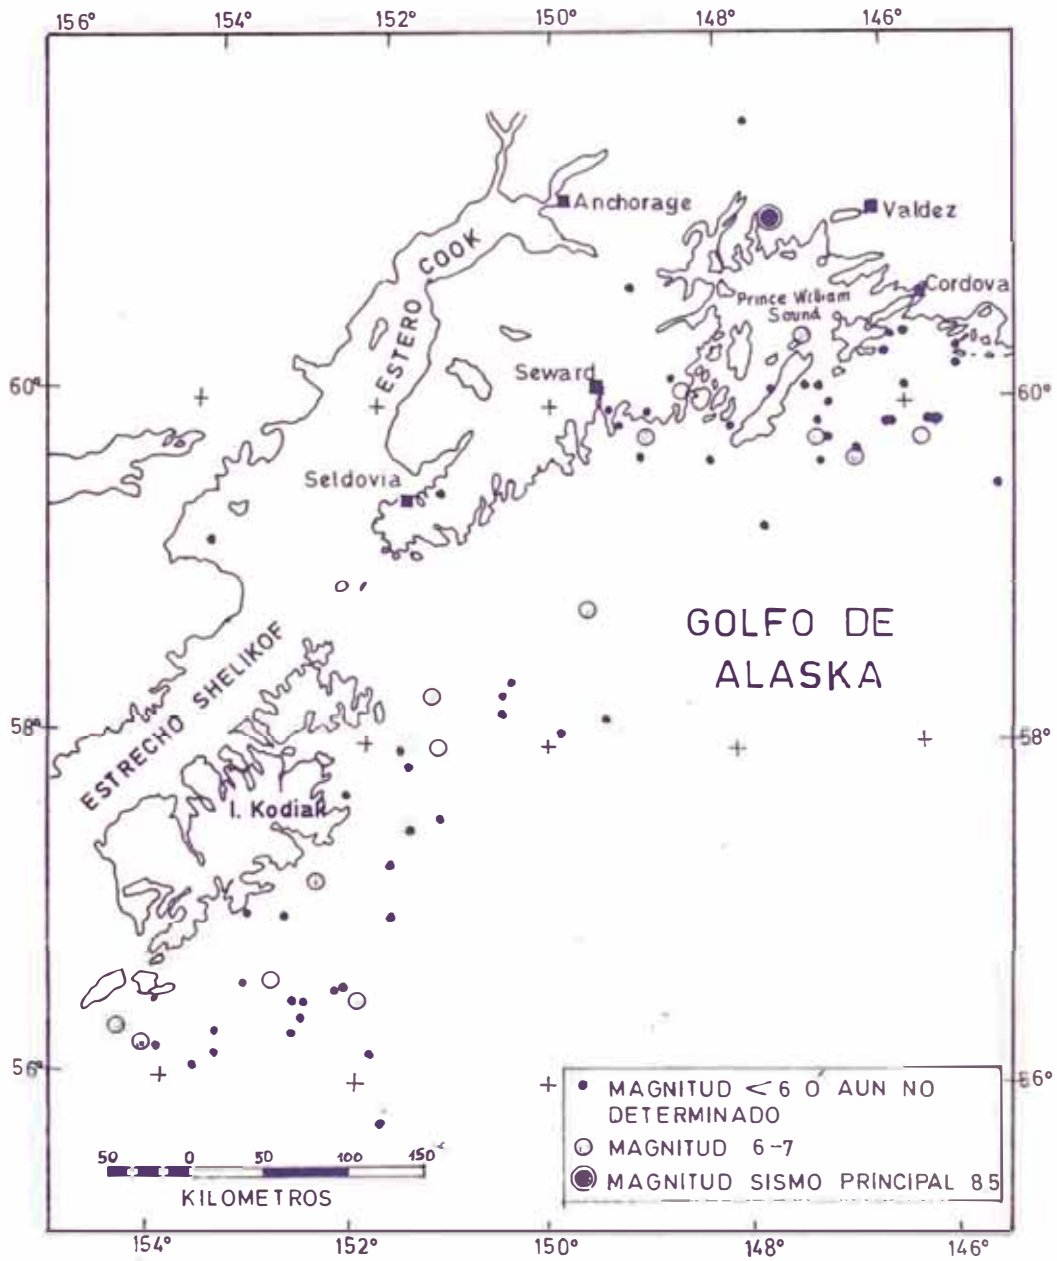 156° 152° 150° 148° 146°
Anchorage
Valdez
ESTERO COOK
Cordova
Prince William
Sound
Seward
60° 60°
Seldovia
GOLFO DE
ALASKA
ESTRECHO SHELIKOF
58° 58°
I. Kodiak
56° 56°
MAGNITUD < 6 O AUN NO
DETERMINADO
MAGNITUD 6-7
MAGNITUD SISMO PRINCIPAL 8 5
50 0 50 100 150
KILOMETROS
154° 152° 150° 148° 146°